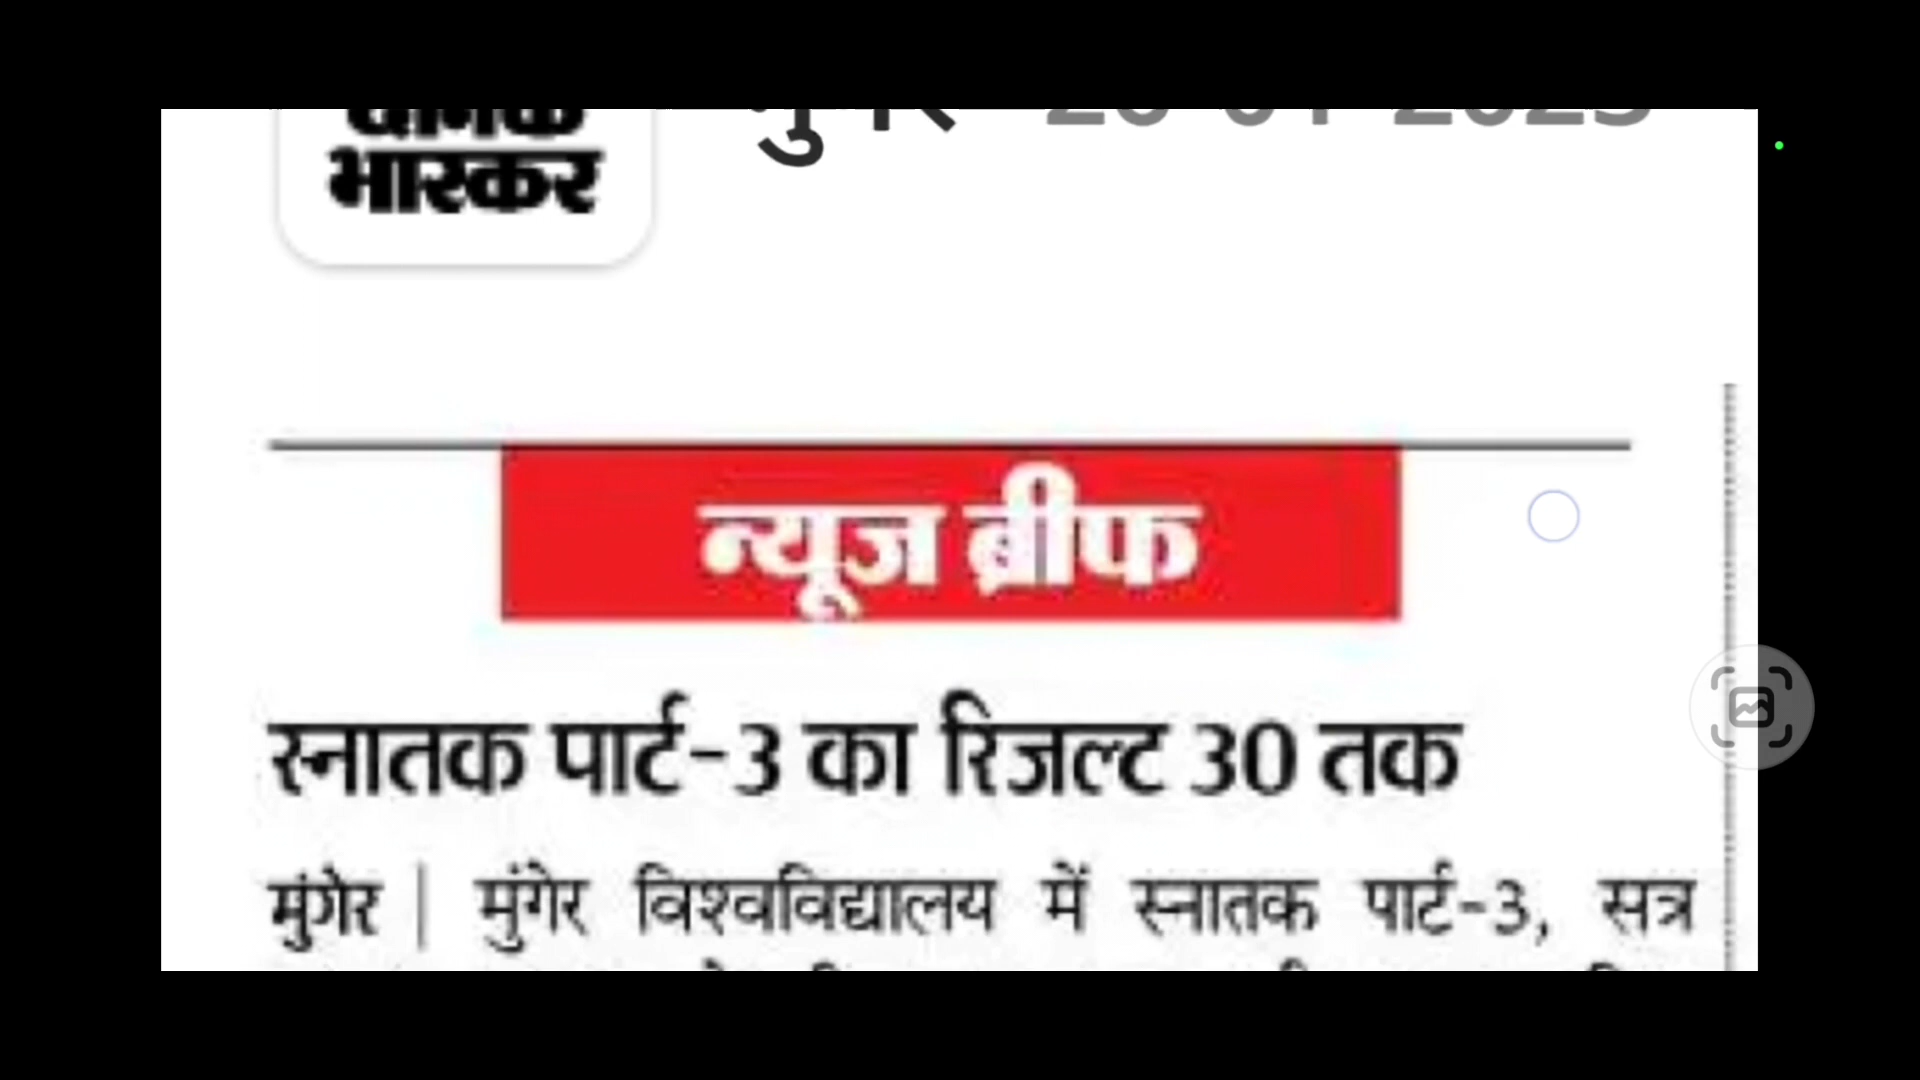 भास्कर
न्यूज ब्रीफ
स्नातक पार्ट-3 का रिजल्ट 30 तक
मुंगेर | मुंगेर विश्वविद्यालय में स्नातक पार्ट-3, सत्र